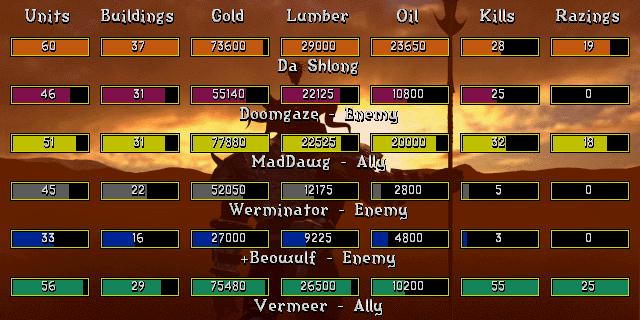 Units Buildings Gold Lumber Oil Kills Razings
60 37 73600 29000 23650 28 19
Da Shlong
46 31 55140 22125 10800 25 0
Doomgaze - Enemy
51 31 77880 22525 20000 32 18
MadDawg - Ally
45 22 52050 12175 2800 5 0
Werminator - Enemy
33 16 27000 9225 4800 3 0
+Beowulf - Enemy
56 29 75480 26500 10200 55 25
Vermeer - Ally